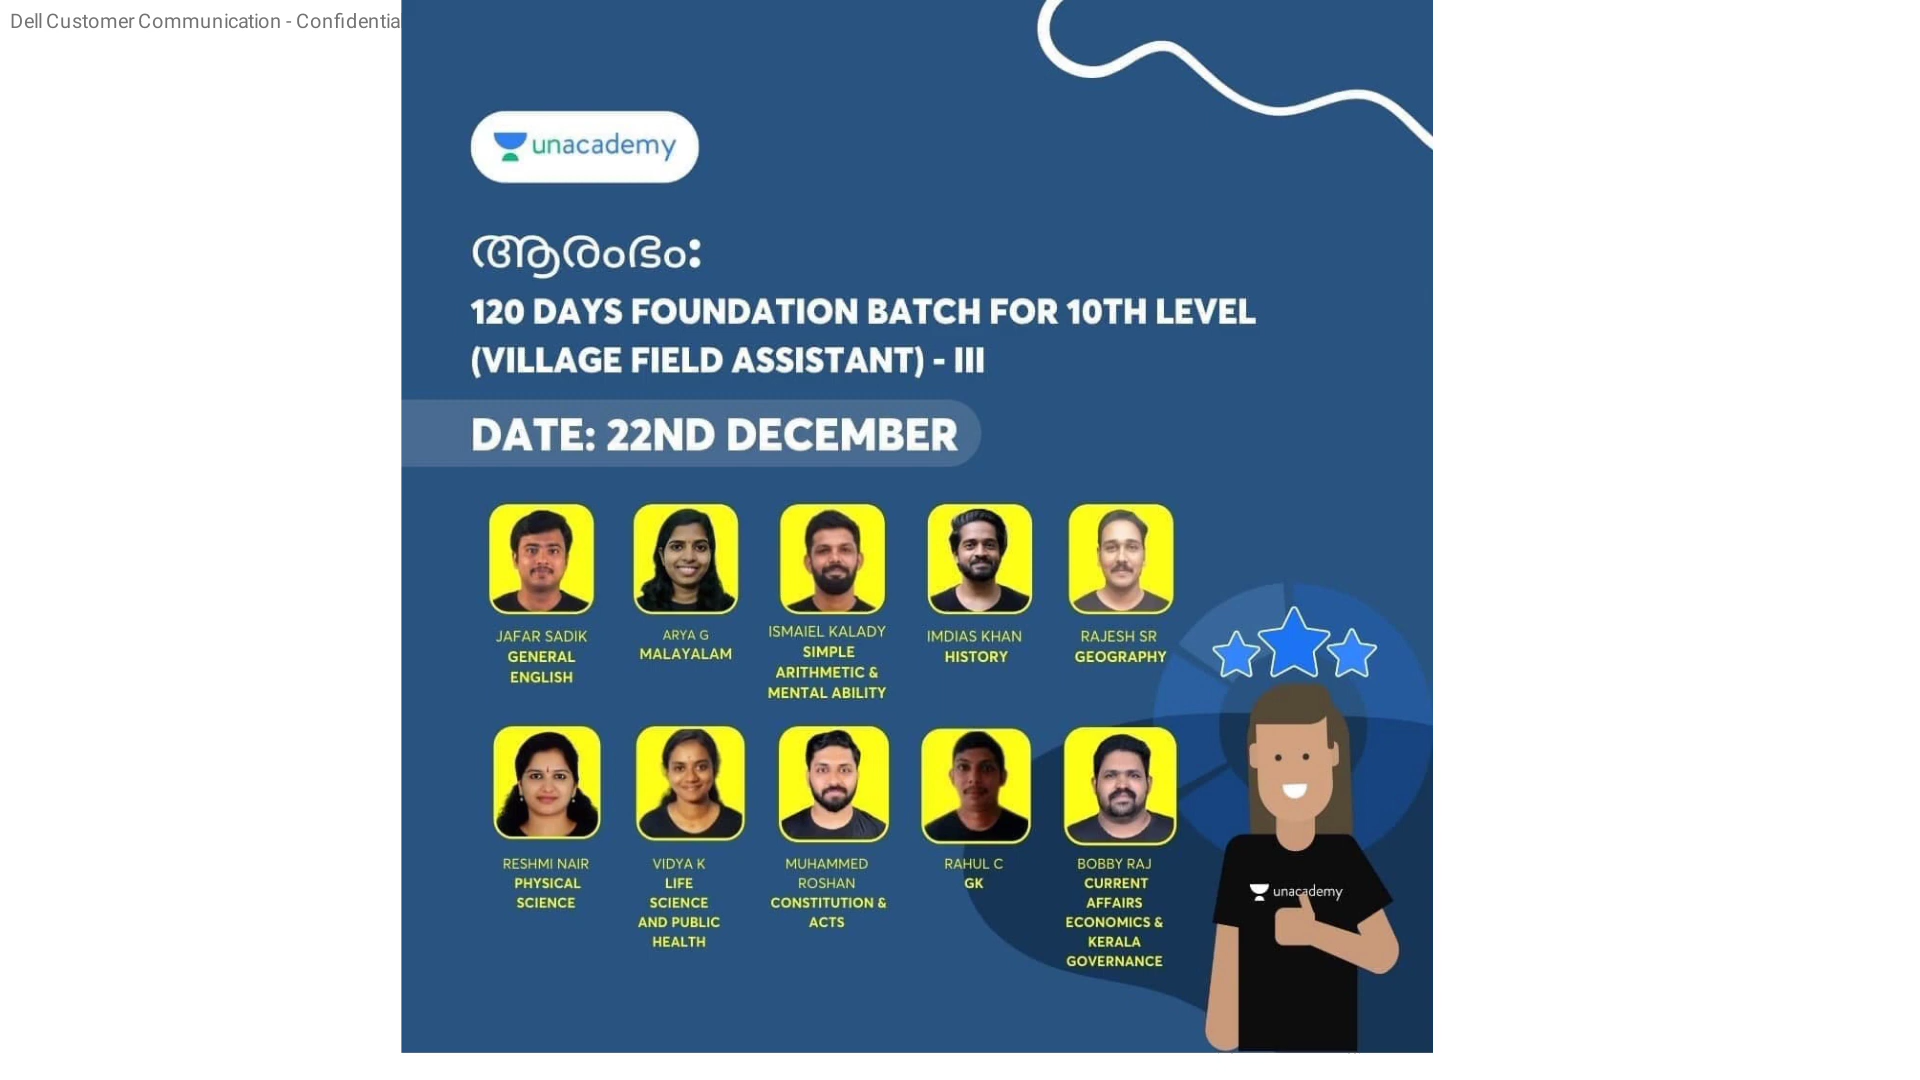 Dell Customer Communication - Confidentia
unacademy
ആരംഭം:
120 DAYS FOUNDATION BATCH FOR 10TH LEVEL
(VILLAGE FIELD ASSISTANT) - III
DATE: 22ND DECEMBER
JAFAR SADIK
GENERAL
ENGLISH
ARYA G
MALAYALAM
ISMAIEL KALADY
SIMPLE
ARITHMETIC &
MENTAL ABILITY
IMDIAS KHAN
HISTORY
RAJESH SR
GEOGRAPHY
RESHMI NAIR
PHYSICAL
SCIENCE
VIDYA K
LIFE
SCIENCE
AND PUBLIC
HEALTH
MUHAMMED
ROSHAN
CONSTITUTION &
ACTS
RAHUL C
GK
BOBBY RAJ
CURRENT
AFFAIRS
ECONOMICS &
KERALA
GOVERNANCE
unacademy